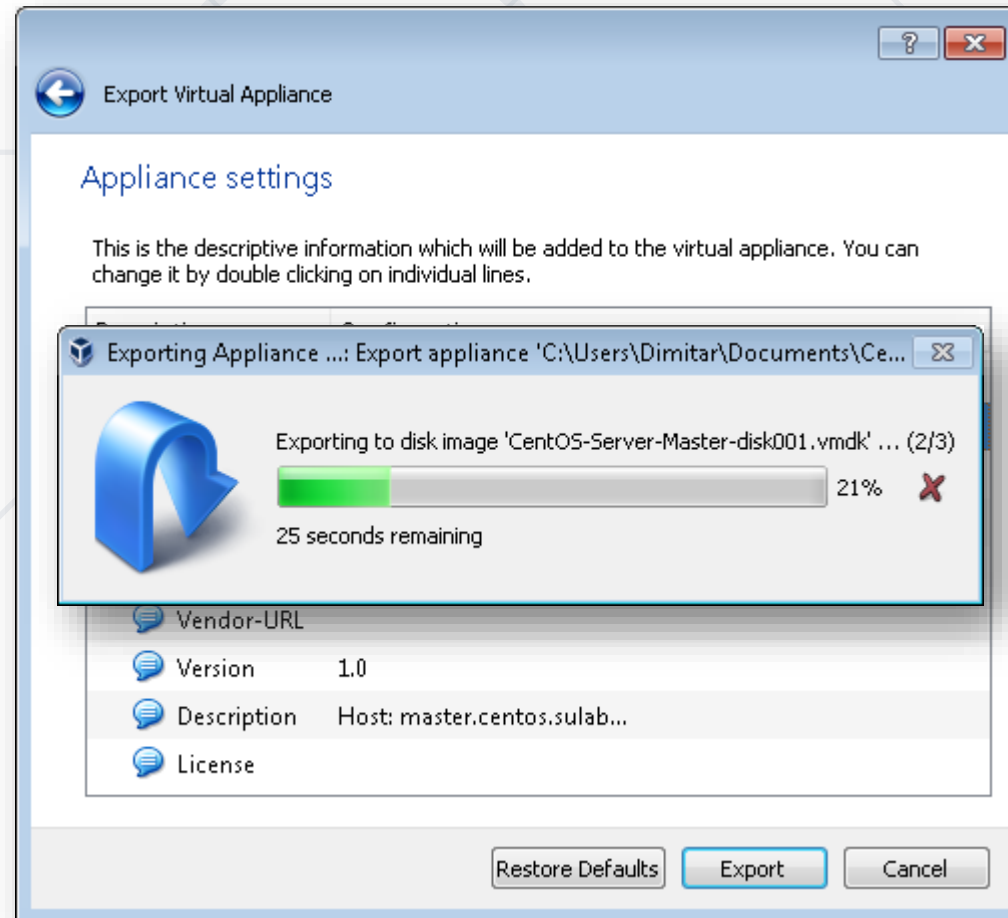 ?
Export Virtual Appliance
Appliance settings
This is the descriptive information which will be added to the virtual appliance. You can
change it by double clicking on individual lines.
Exporting Appliance ...: Export appliance 'C:\Users\Dimitar\Documents\Ce...
Exporting to disk image 'CentOS-Server-Master-disk001.vmdk' ... (2/3)
21%
25 seconds remaining
Vendor-URL
Version 1.0
Description Host: master.centos.sulab...
License
Restore Defaults Export Cancel